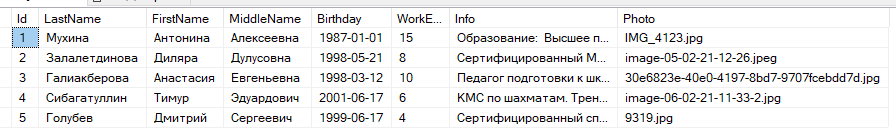 Id LastName FirstName MiddleName Birthday WorkE... Info Photo
1 Мухина Антонина Алексеевна 1987-01-01 15 Образование: Высшее п... IMG_4123.jpg
2 Залалетдинова Диляра Дулусовна 1998-05-21 8 Сертифицированный М... image-05-02-21-12-26.jpeg
3 Галиакберова Анастасия Евгеньевна 1998-03-12 10 Педагог подготовки к шк... 30e6823e-40e0-4197-8bd7-9707fcebdd7d.jpg
4 Сибагатуллин Тимур Эдуардович 2001-06-17 6 КМС по шахматам. Трен... image-06-02-21-11-33-2.jpg
5 Голубев Дмитрий Сергеевич 1999-06-17 4 Сертифицированный сп... 9319.jpg